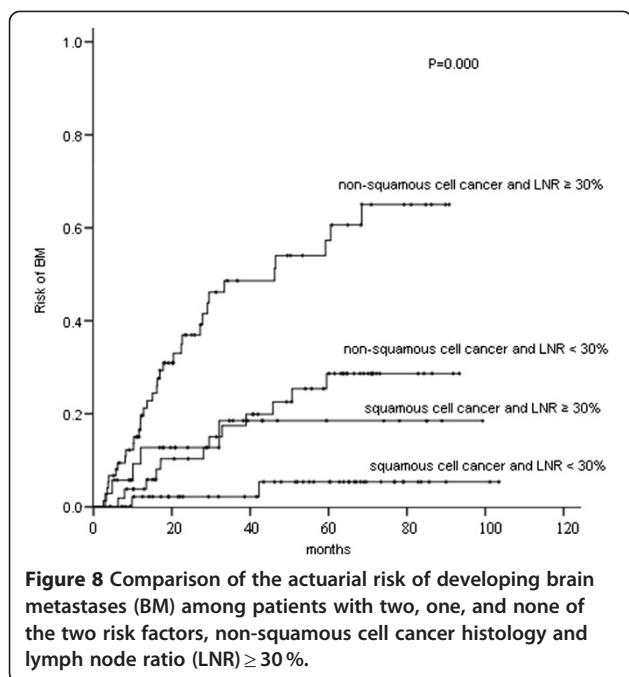 1.0
P=0.000
0.8
non-squamous cell cancer and LNR ≥ 30%
0.6
Risk of BM
0.4
non-squamous cell cancer and LNR < 30%
0.2
squamous cell cancer and LNR ≥ 30%
squamous cell cancer and LNR < 30%
0.0
0 20 40 60 80 100 120
months
Figure 8 Comparison of the actuarial risk of developing brain
metastases (BM) among patients with two, one, and none of
the two risk factors, non-squamous cell cancer histology and
lymph node ratio (LNR) ≥ 30 %.